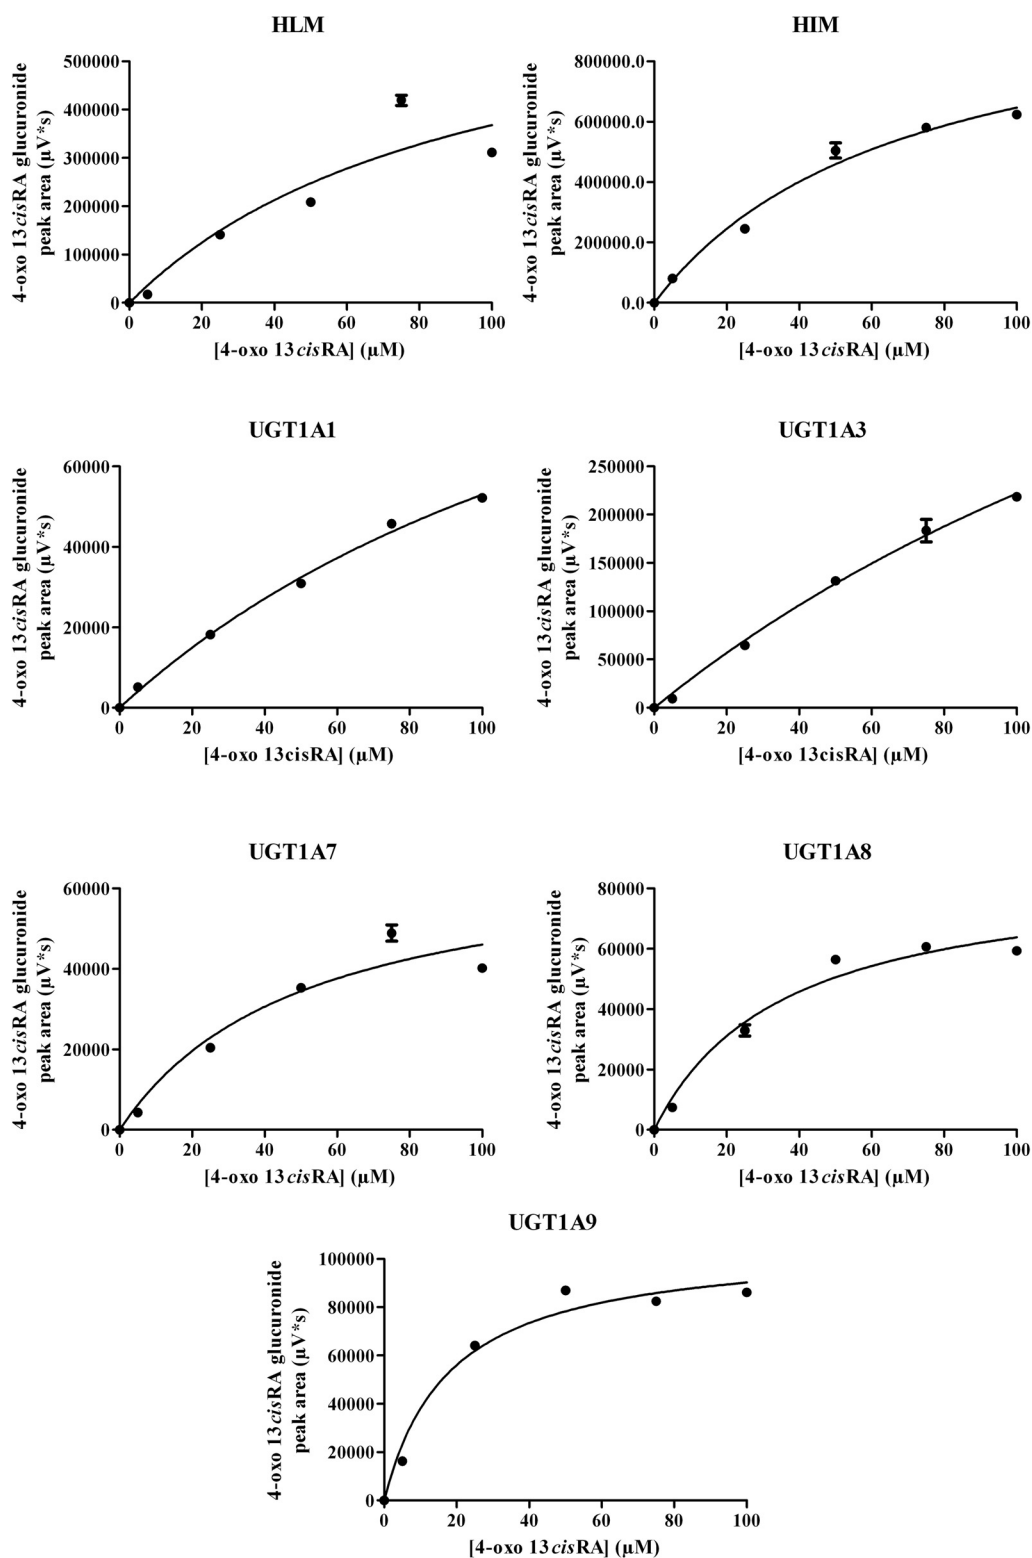 HLM
4-oxo 13cisRA glucuronide
peak area (µV*s)
500000
400000
300000
200000
100000
0
0 20 40 60 80 100
[4-oxo 13cisRA] (µM)
HIM
4-oxo 13cisRA glucuronide
peak area (µV*s)
800000.0
600000.0
400000.0
200000.0
0.0
0 20 40 60 80 100
[4-oxo 13cisRA] (µM)
UGT1A1
4-oxo 13cisRA glucuronide
peak area (µV*s)
60000
40000
20000
0
0 20 40 60 80 100
[4-oxo 13cisRA] (µM)
UGT1A3
4-oxo 13cisRA glucuronide
peak area (µV*s)
250000
200000
150000
100000
50000
0
0 20 40 60 80 100
[4-oxo 13cisRA] (µM)
UGT1A7
4-oxo 13cisRA glucuronide
peak area (µV*s)
60000
40000
20000
0
0 20 40 60 80 100
[4-oxo 13cisRA] (µM)
UGT1A8
4-oxo 13cisRA glucuronide
peak area (µV*s)
80000
60000
40000
20000
0
0 20 40 60 80 100
[4-oxo 13cisRA] (µM)
UGT1A9
4-oxo 13cisRA glucuronide
peak area (µV*s)
100000
80000
60000
40000
20000
0
0 20 40 60 80 100
[4-oxo 13cisRA] (µM)